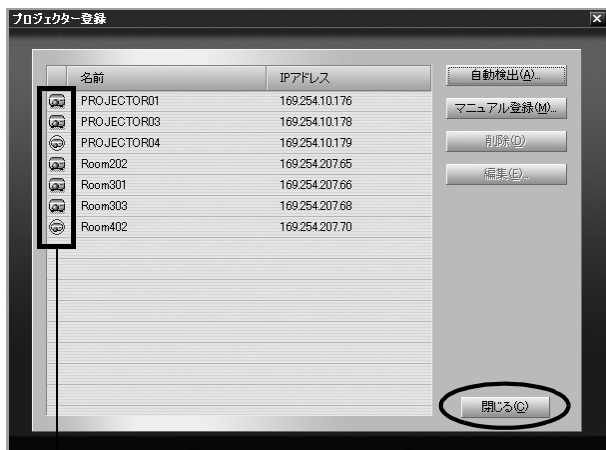 プロジェクター登録
名前 IPアドレス
PROJECTOR01 169.254.10.176
PROJECTOR03 169.254.10.178
PROJECTOR04 169.254.10.179
Room202 169.254.207.65
Room301 169.254.207.66
Room303 169.254.207.68
Room402 169.254.207.70
自動検出(A)...
マニュアル登録(M)...
削除(D)
編集(E)...
閉じる(C)